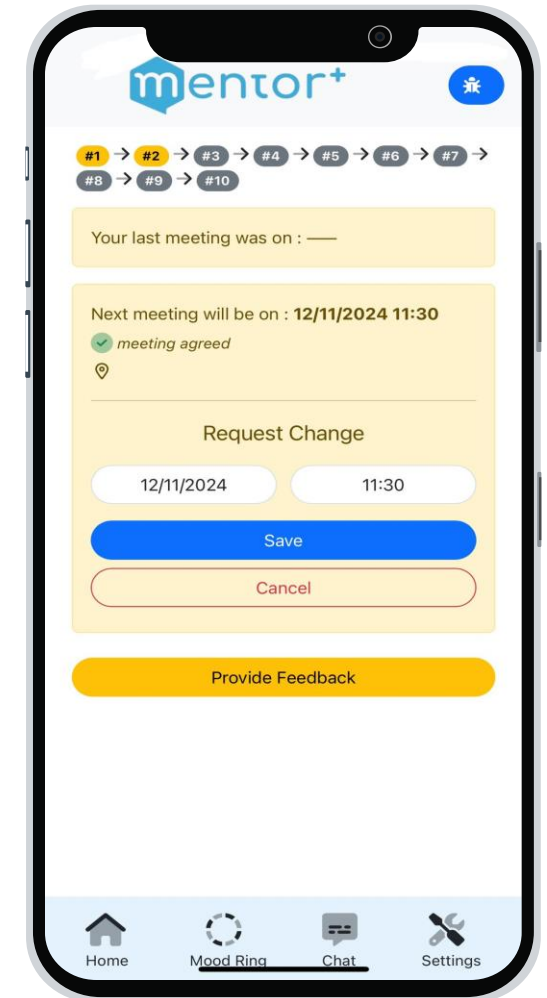 mentor+
#1 → #2 → #3 → #4 → #5 → #6 → #7 →
#8 → #9 → #10
Your last meeting was on : ––
Next meeting will be on : 12/11/2024 11:30
meeting agreed
Request Change
12/11/2024 11:30
Save
Cancel
Provide Feedback
Home Mood Ring Chat Settings